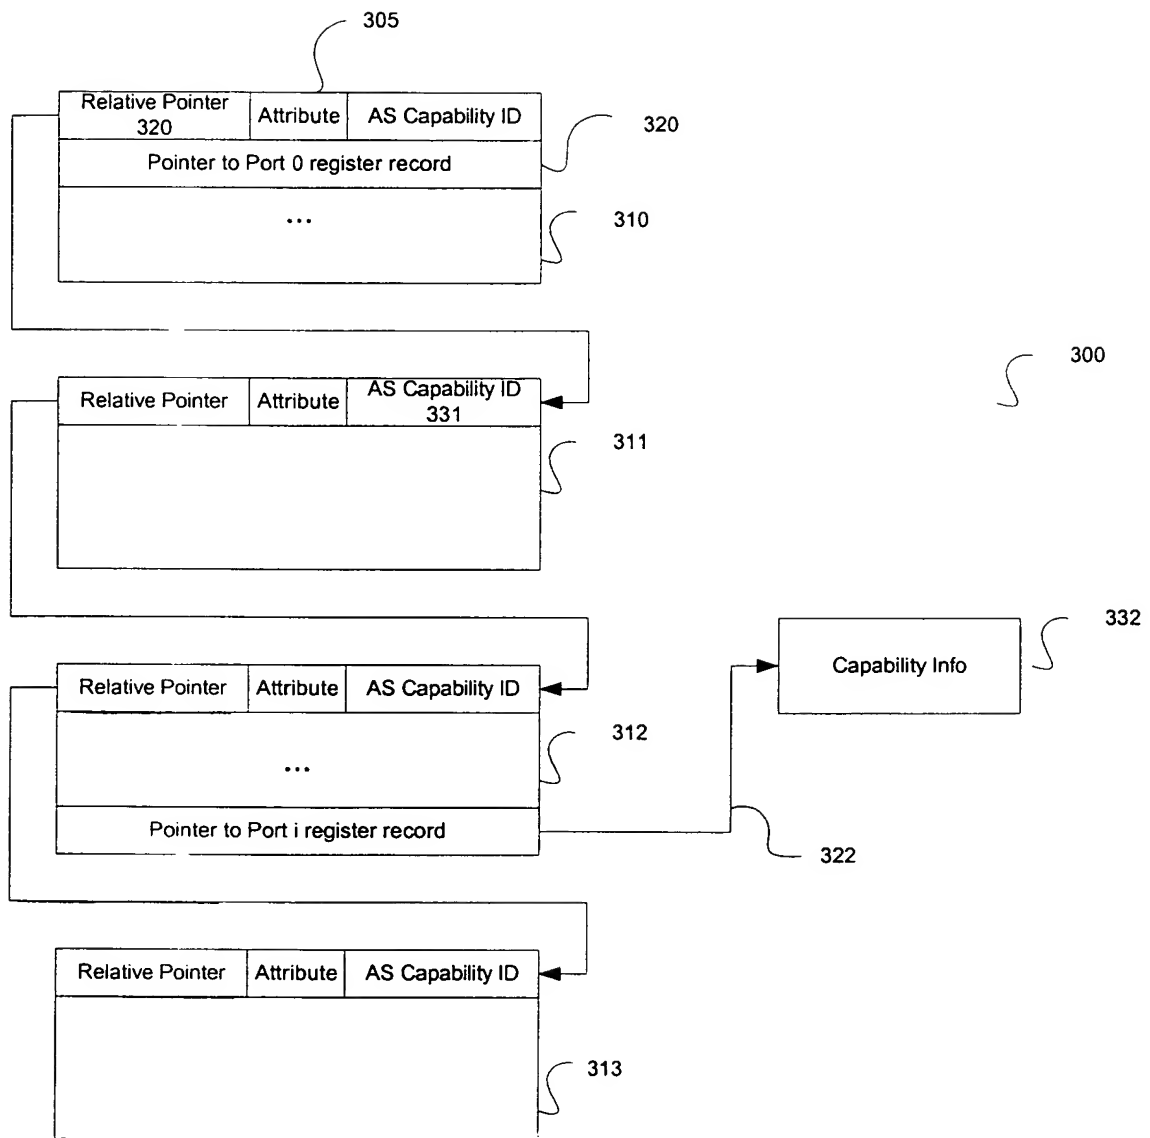 305
Relative Pointer
320
Attribute
AS Capability ID
320
Pointer to Port 0 register record
...
310
300
Relative Pointer
Attribute
AS Capability ID
331
311
332
Capability Info
Relative Pointer
Attribute
AS Capability ID
312
...
Pointer to Port i register record
322
Relative Pointer
Attribute
AS Capability ID
313